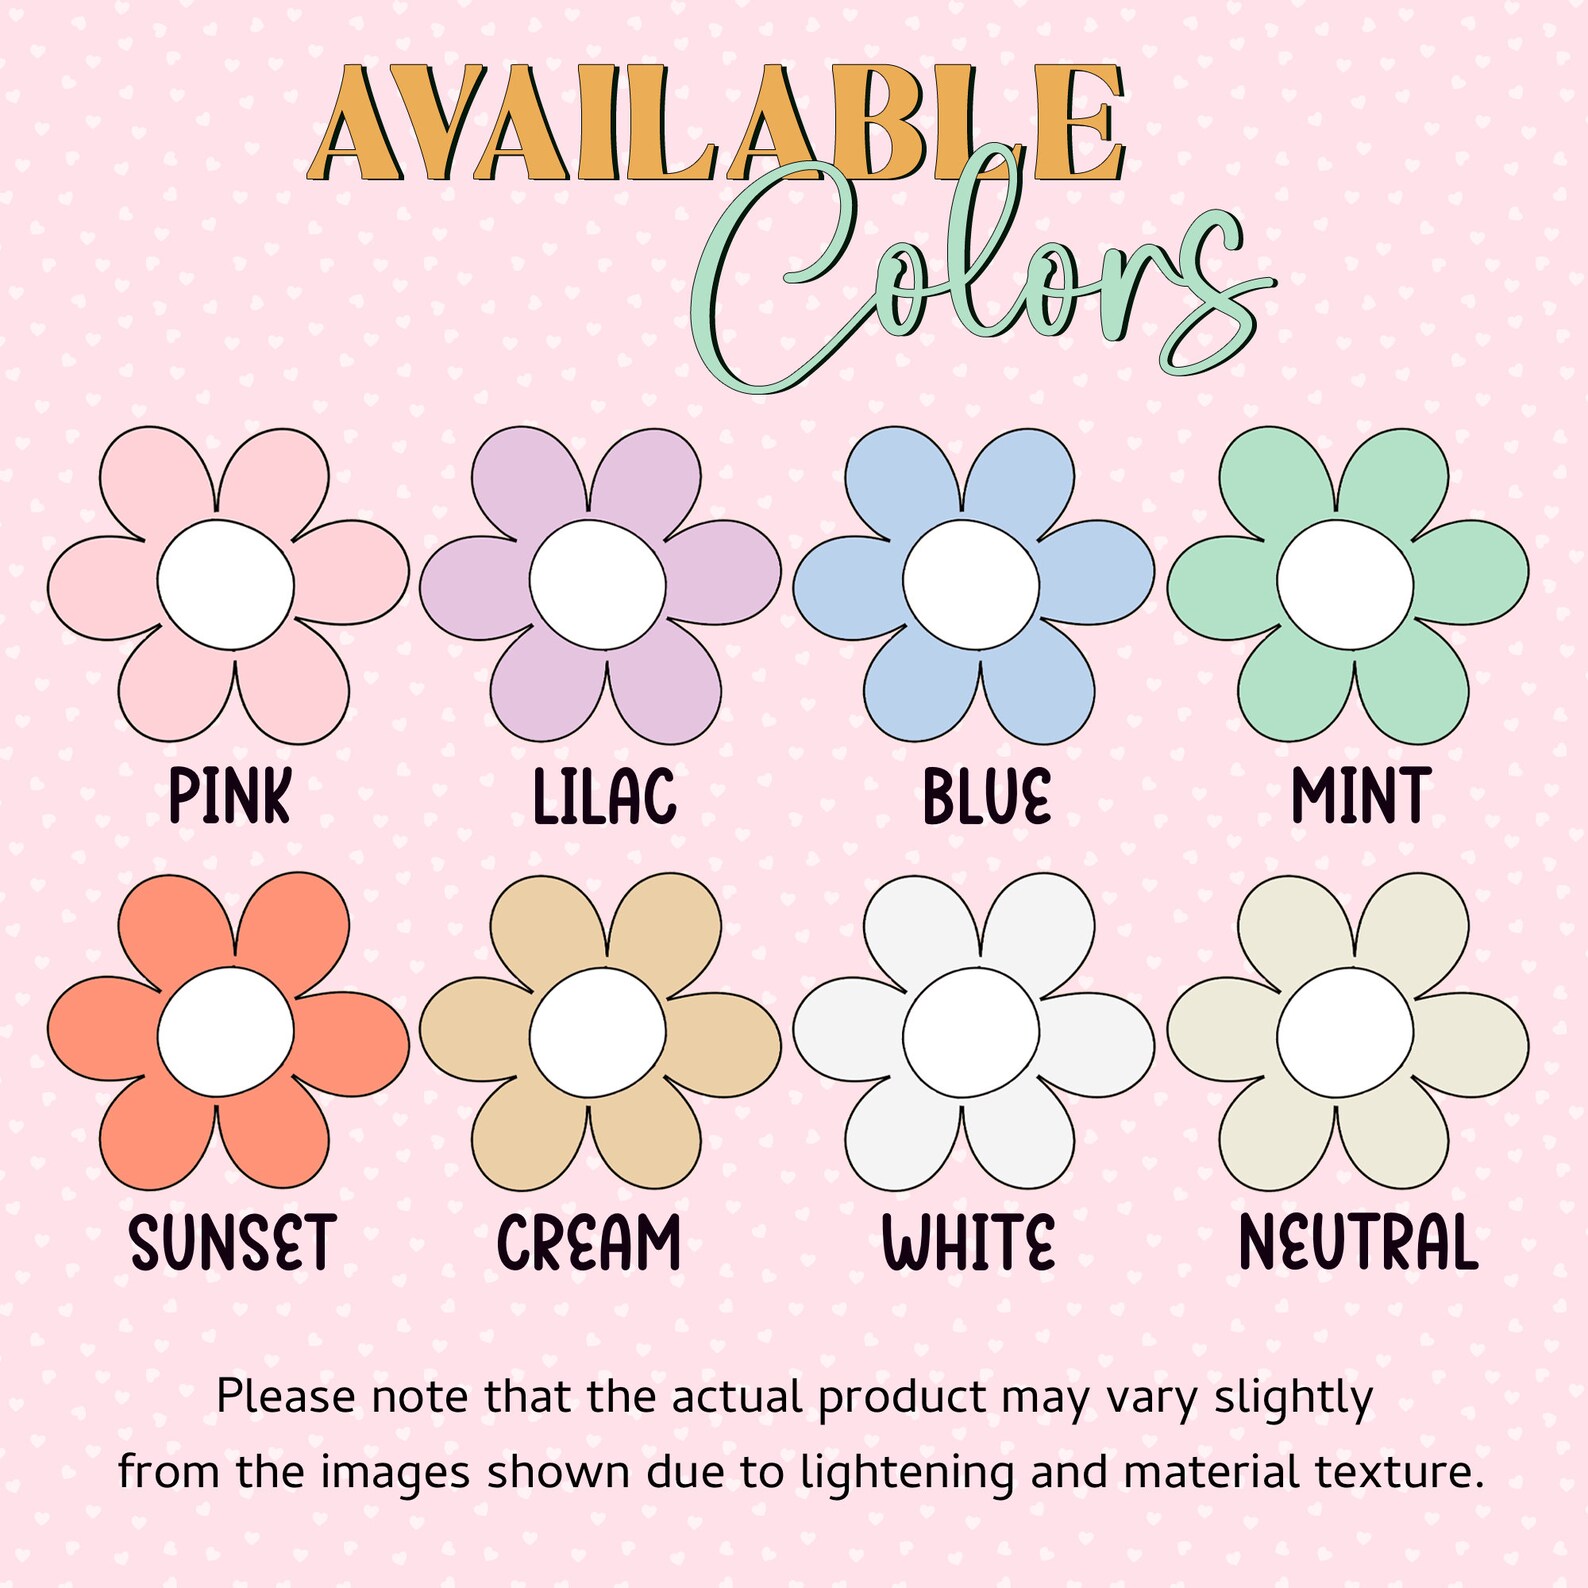 AVAILABLE
Colors
PINK LILAC BLUE MINT
SUNSET CREAM WHITE NEUTRAL
Please note that the actual product may vary slightly
from the images shown due to lightening and material texture.